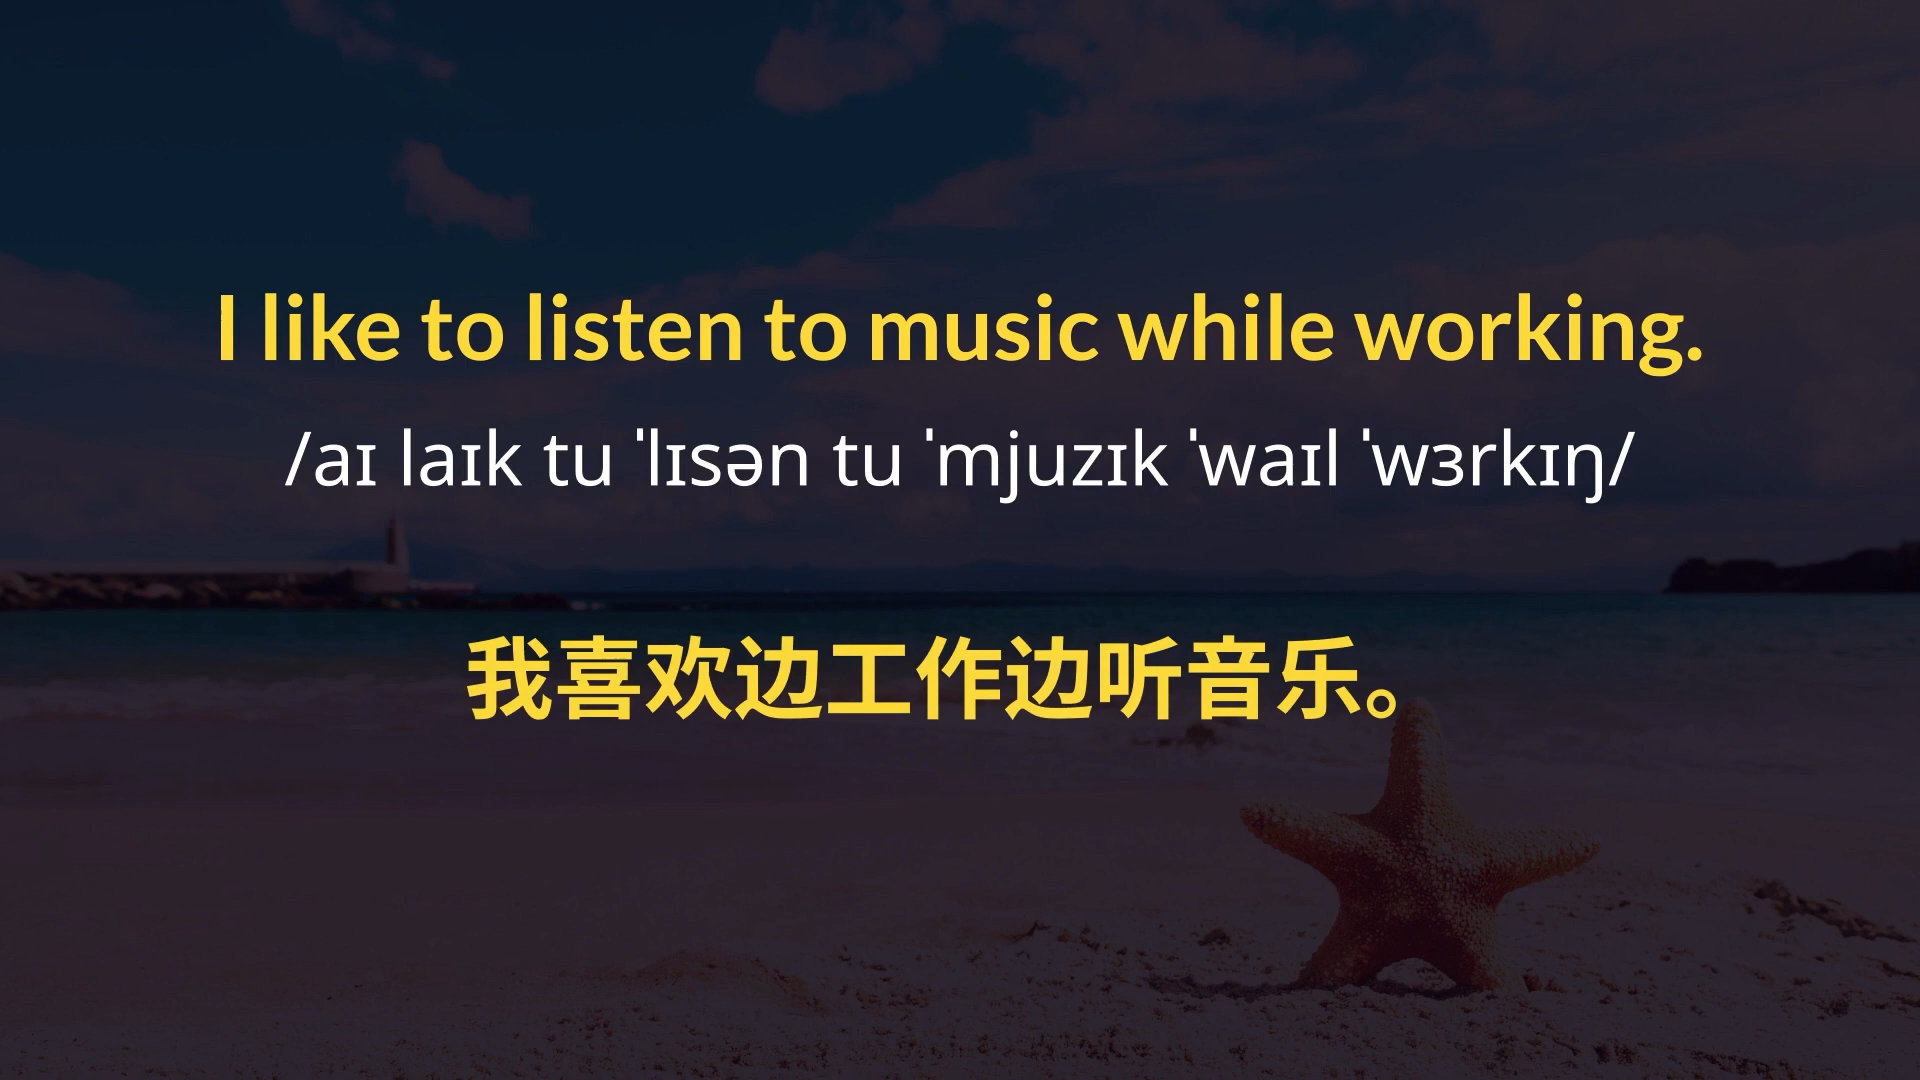 I like to listen to music while working.
/aɪ laɪk tu ˈlɪsən tu ˈmjuzɪk ˈwaɪl ˈwɜrkɪŋ/
我喜欢边工作边听音乐。